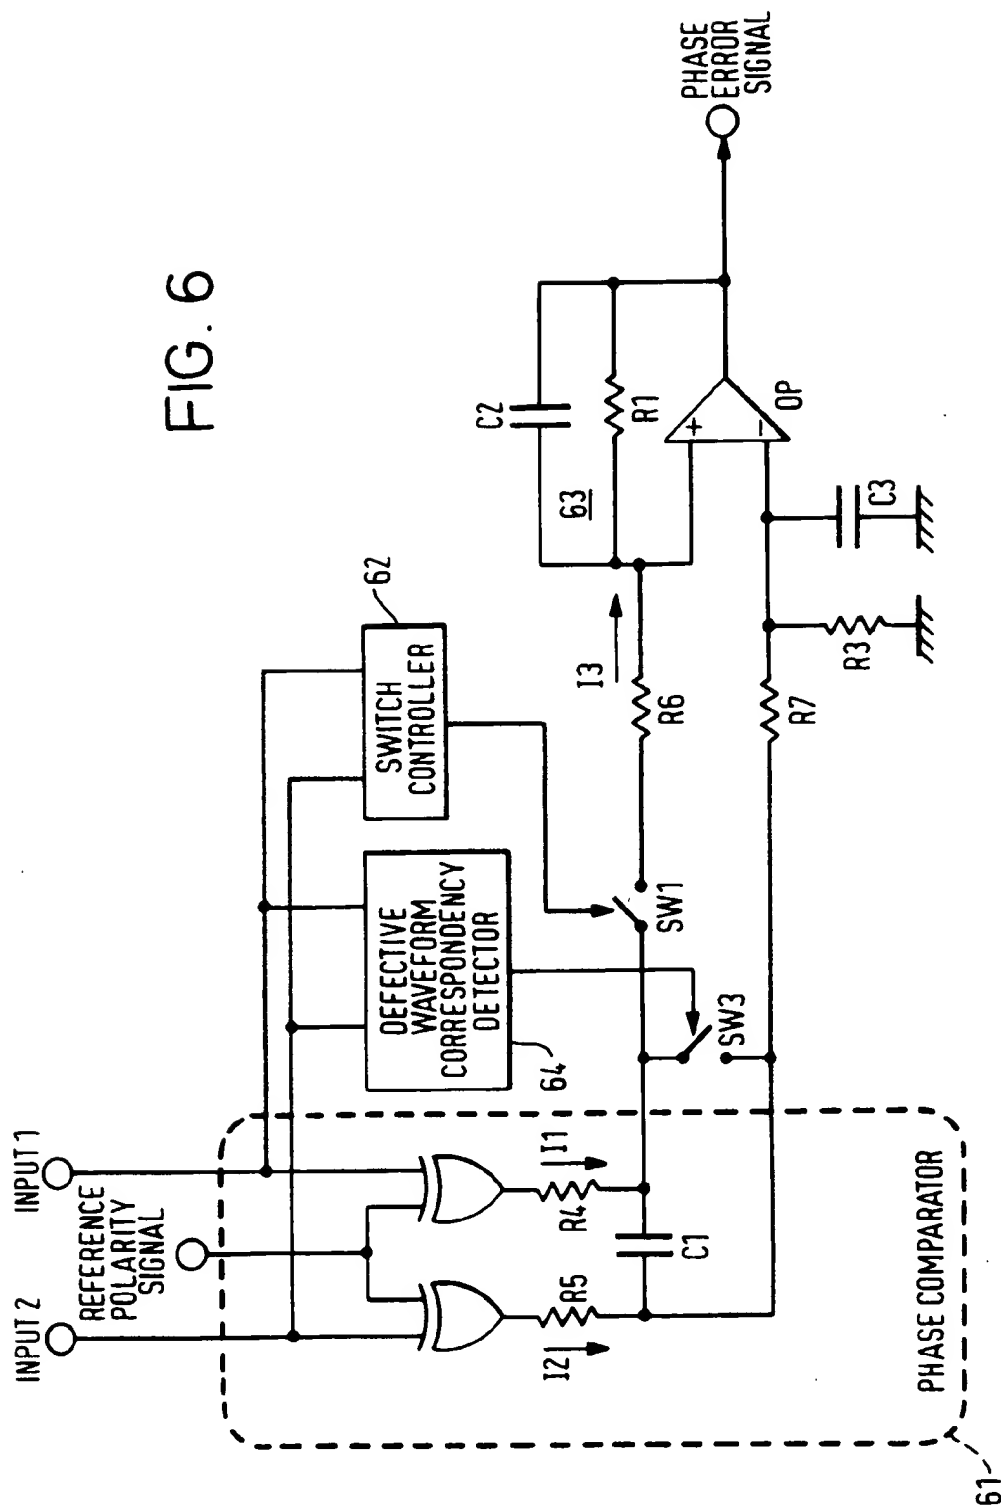 FIG. 6
INPUT 1
REFERENCE
POLARITY
SIGNAL
INPUT 2
62
SWITCH
CONTROLLER
DEFECTIVE
WAVEFORM
CORRESPONDENCY
DETECTOR
64
I1
R4
I2
R5
C1
PHASE COMPARATOR
61
SW1
SW3
I3
R6
R7
R3
C3
63
C2
R1
+
−
OP
PHASE
ERROR
SIGNAL